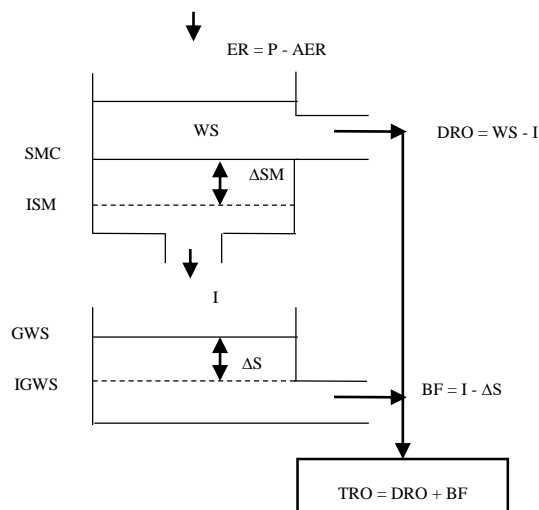 ER = P - AER
WS
DRO = WS - I
SMC
ΔSM
ISM
I
GWS
ΔS
IGWS
BF = I - ΔS
TRO = DRO + BF